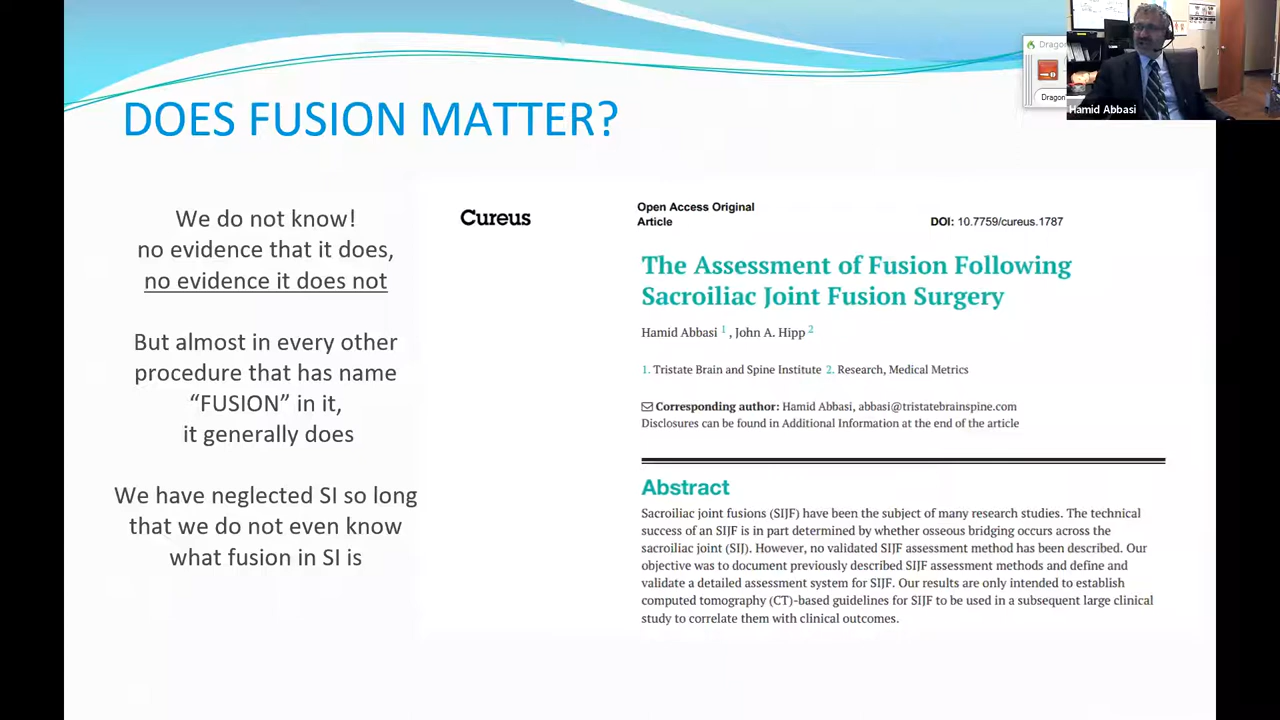 DOES FUSION MATTER?
Dragon
Dragon
Hamid Abbasi
We do not know!
no evidence that it does,
no evidence it does not
But almost in every other
procedure that has name
“FUSION” in it,
it generally does
We have neglected SI so long
that we do not even know
what fusion in SI is
Cureus
Open Access Original
Article
DOI: 10.7759/cureus.1787
The Assessment of Fusion Following
Sacroiliac Joint Fusion Surgery
Hamid Abbasi 1 , John A. Hipp 2
1. Tristate Brain and Spine Institute 2. Research, Medical Metrics
Corresponding author: Hamid Abbasi, abbasi@tristatebrainspine.com
Disclosures can be found in Additional Information at the end of the article
Abstract
Sacroiliac joint fusions (SIJF) have been the subject of many research studies. The technical
success of an SIJF is in part determined by whether osseous bridging occurs across the
sacroiliac joint (SIJ). However, no validated SIJF assessment method has been described. Our
objective was to document previously described SIJF assessment methods and define and
validate a detailed assessment system for SIJF. Our results are only intended to establish
computed tomography (CT)-based guidelines for SIJF to be used in a subsequent large clinical
study to correlate them with clinical outcomes.